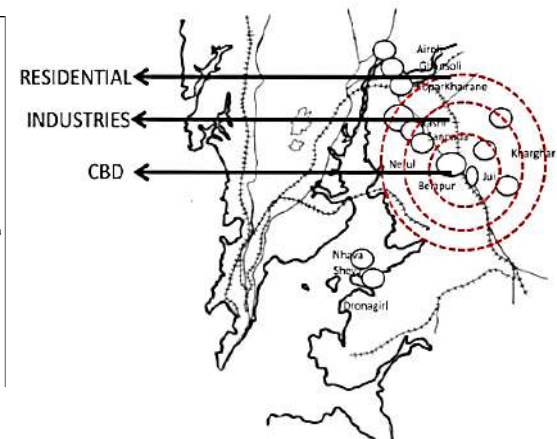 RESIDENTIAL
INDUSTRIES
CBD
Airoli
Ghansoli
KoparKhairane
Vashi
Sanpada
Kharghar
Nerul
Jui
Belapur
Nhava
Sheva
Dronagiri